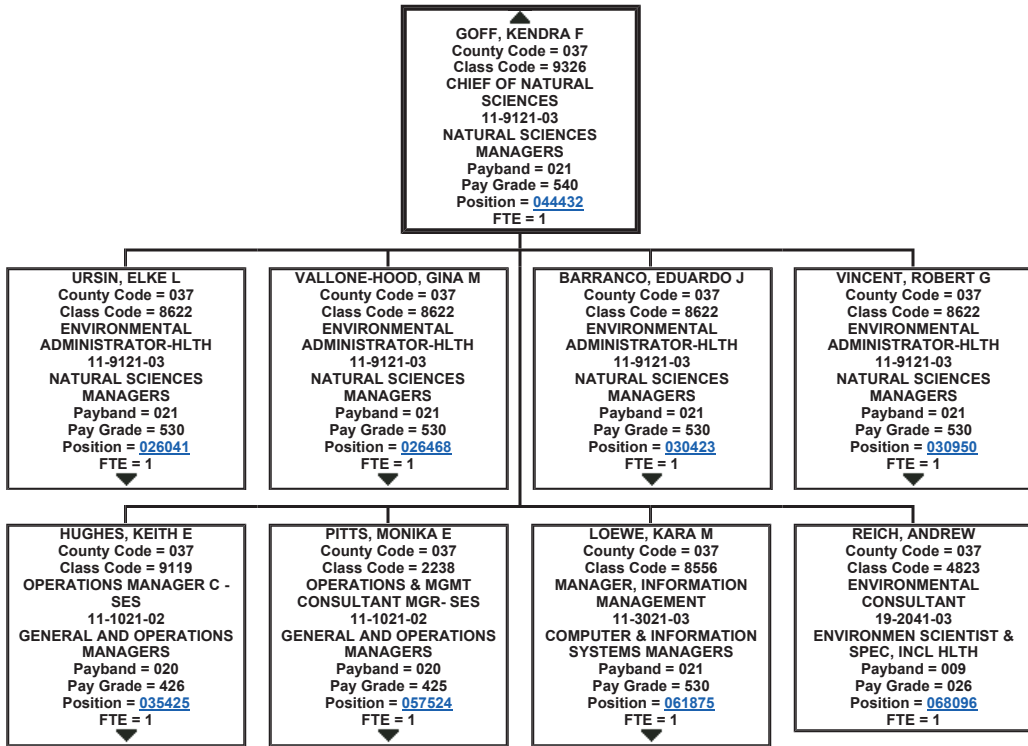 GOFF, KENDRA F
County Code = 037
Class Code = 9326
CHIEF OF NATURAL
SCIENCES
11-9121-03
NATURAL SCIENCES
MANAGERS
Payband = 021
Pay Grade = 540
Position = 044432
FTE = 1
URSIN, ELKE L
County Code = 037
Class Code = 8622
ENVIRONMENTAL
ADMINISTRATOR-HLTH
11-9121-03
NATURAL SCIENCES
MANAGERS
Payband = 021
Pay Grade = 530
Position = 026041
FTE = 1
VALLONE-HOOD, GINA M
County Code = 037
Class Code = 8622
ENVIRONMENTAL
ADMINISTRATOR-HLTH
11-9121-03
NATURAL SCIENCES
MANAGERS
Payband = 021
Pay Grade = 530
Position = 026468
FTE = 1
BARRANCO, EDUARDO J
County Code = 037
Class Code = 8622
ENVIRONMENTAL
ADMINISTRATOR-HLTH
11-9121-03
NATURAL SCIENCES
MANAGERS
Payband = 021
Pay Grade = 530
Position = 030423
FTE = 1
VINCENT, ROBERT G
County Code = 037
Class Code = 8622
ENVIRONMENTAL
ADMINISTRATOR-HLTH
11-9121-03
NATURAL SCIENCES
MANAGERS
Payband = 021
Pay Grade = 530
Position = 030950
FTE = 1
HUGHES, KEITH E
County Code = 037
Class Code = 9119
OPERATIONS MANAGER C -
SES
11-1021-02
GENERAL AND OPERATIONS
MANAGERS
Payband = 020
Pay Grade = 426
Position = 035425
FTE = 1
PITTS, MONIKA E
County Code = 037
Class Code = 2238
OPERATIONS & MGMT
CONSULTANT MGR- SES
11-1021-02
GENERAL AND OPERATIONS
MANAGERS
Payband = 020
Pay Grade = 425
Position = 057524
FTE = 1
LOEWE, KARA M
County Code = 037
Class Code = 8556
MANAGER, INFORMATION
MANAGEMENT
11-3021-03
COMPUTER & INFORMATION
SYSTEMS MANAGERS
Payband = 021
Pay Grade = 530
Position = 061875
FTE = 1
REICH, ANDREW
County Code = 037
Class Code = 4823
ENVIRONMENTAL
CONSULTANT
19-2041-03
ENVIRONMEN SCIENTIST &
SPEC, INCL HLTH
Payband = 009
Pay Grade = 026
Position = 068096
FTE = 1